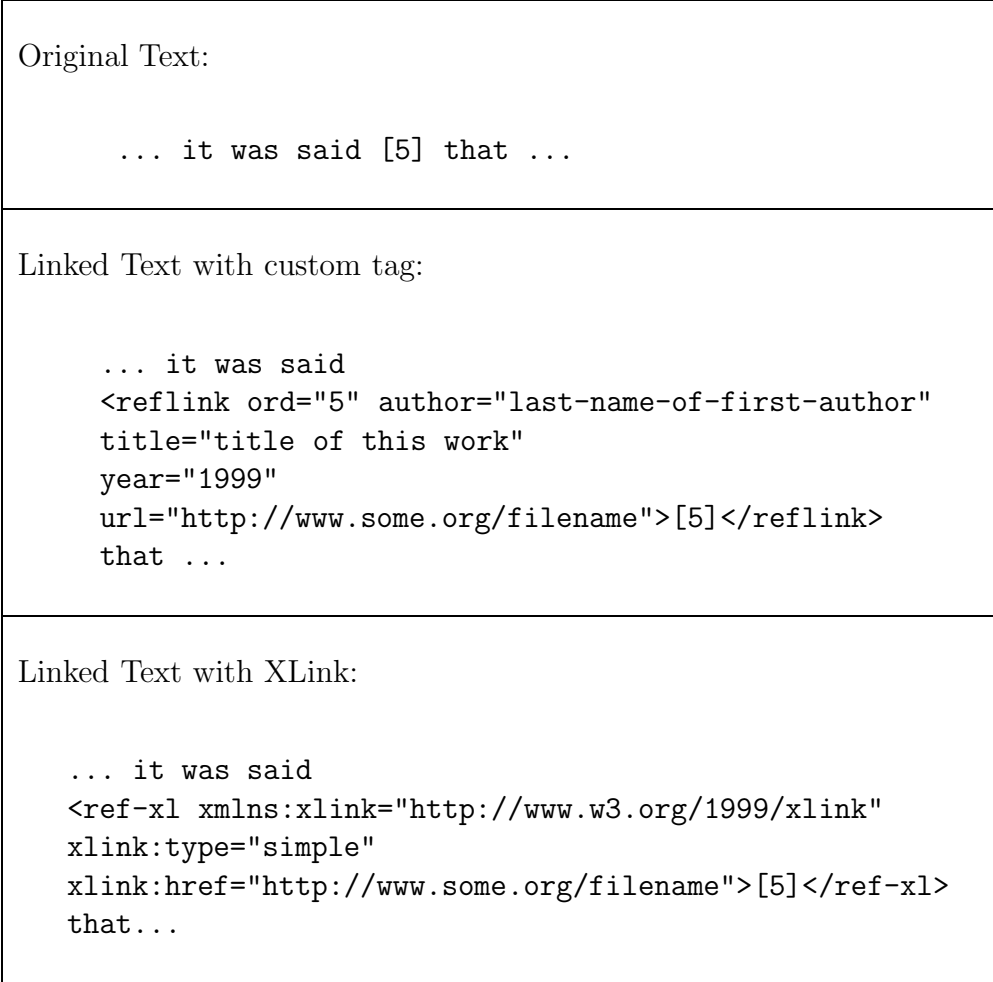 Original Text:
... it was said [5] that ...
Linked Text with custom tag:
... it was said
<reflink ord="5" author="last-name-of-first-author"
title="title of this work"
year="1999"
url="http://www.some.org/filename">[5]</reflink>
that ...
Linked Text with XLink:
... it was said
<ref-xl xmlns:xlink="http://www.w3.org/1999/xlink"
xlink:type="simple"
xlink:href="http://www.some.org/filename">[5]</ref-xl>
that...